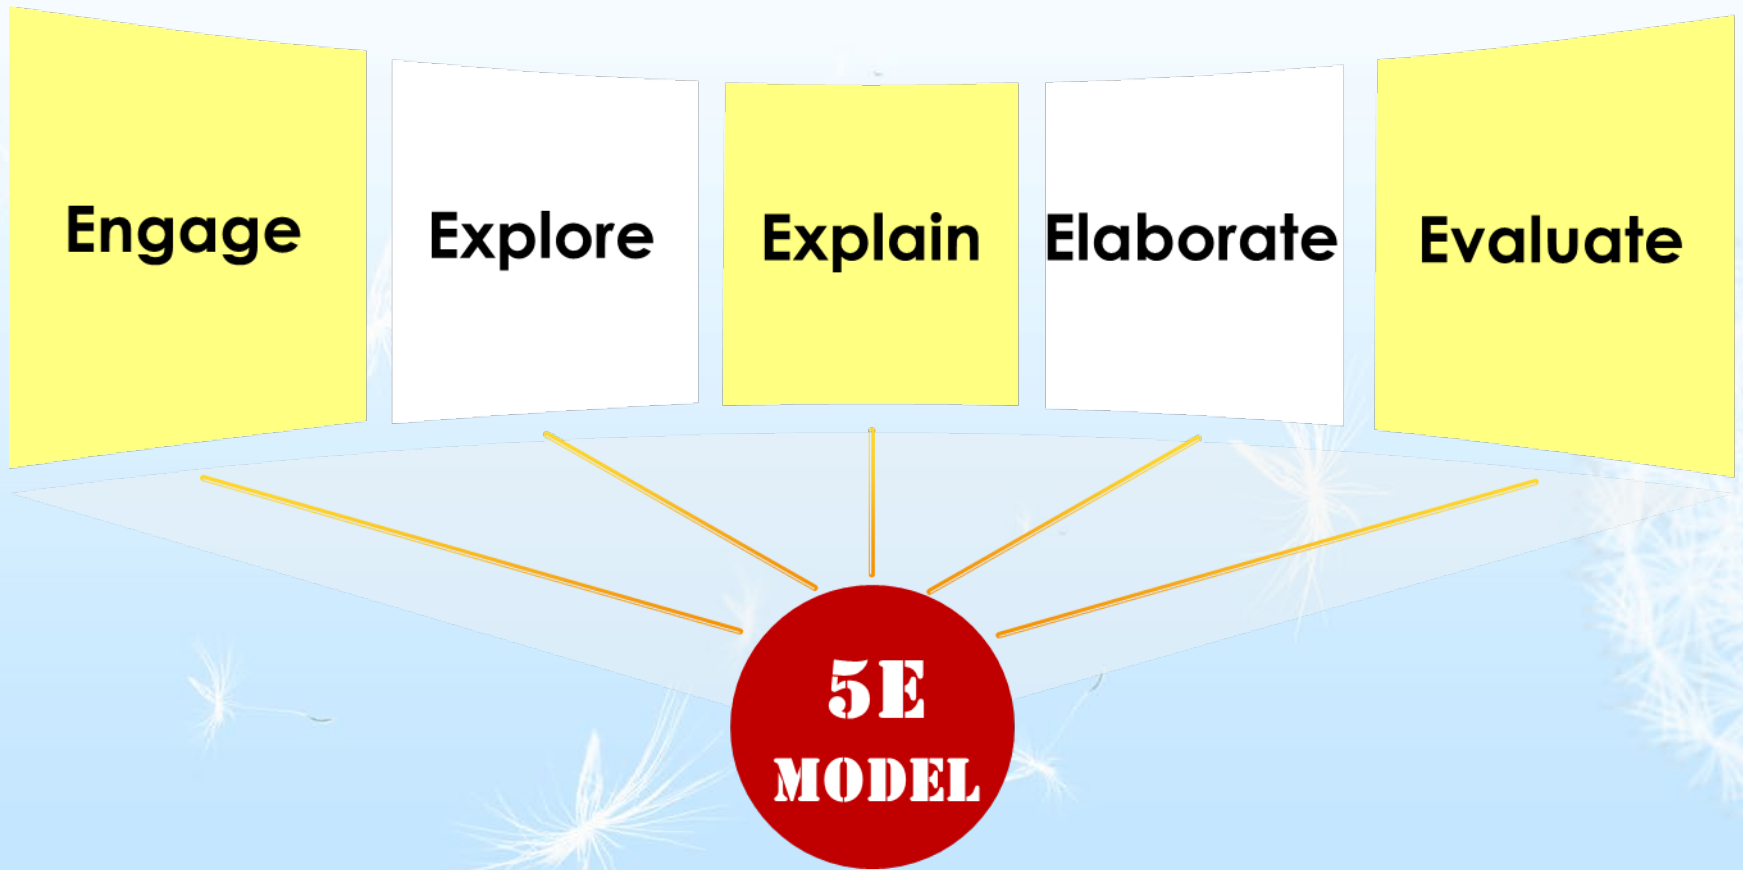 Engage
Explore
Explain
Elaborate
Evaluate
5E
MODEL